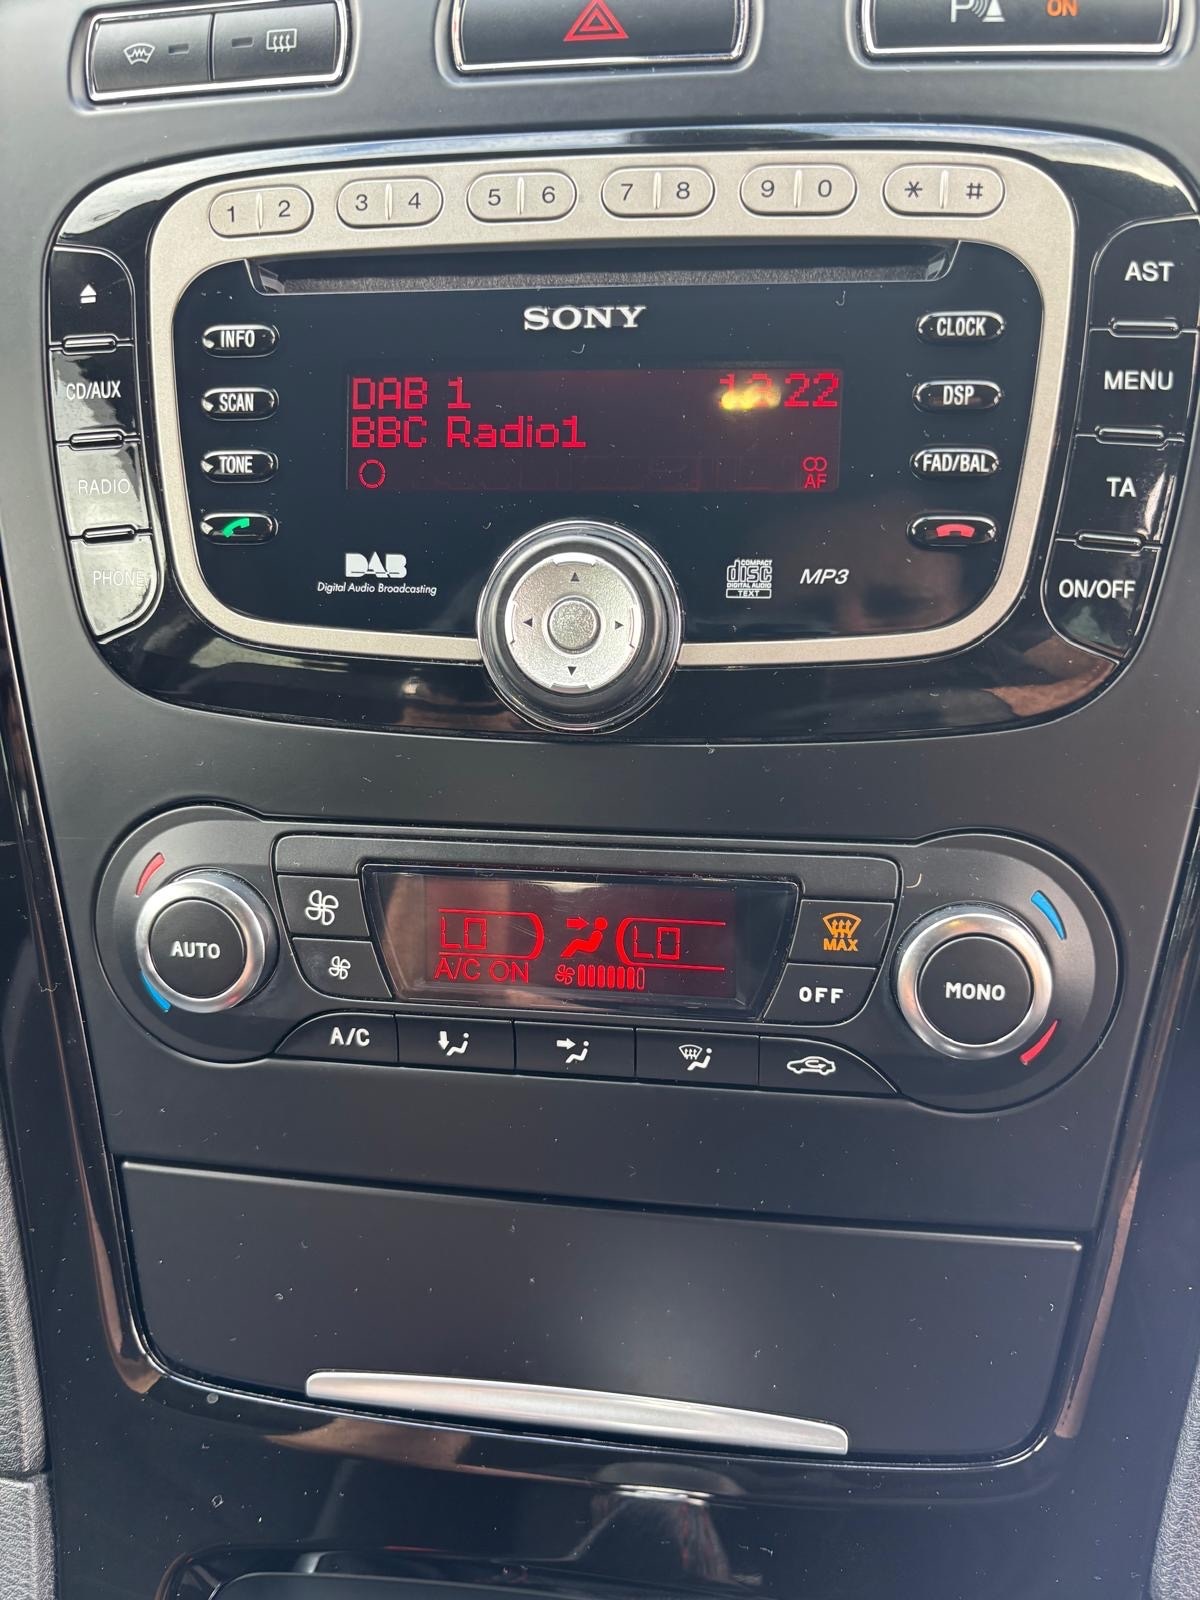 P ON
1 2 3 4 5 6 7 8 9 0 * #
AST
SONY
INFO
CLOCK
CD/AUX
DAB 1 12:22
MENU
SCAN
DSP
BBC Radio1
TONE
FAD/BAL
RADIO
AF
TA
PHONE
DAB
Digital Audio Broadcasting
COMPACT
disc
DIGITAL AUDIO
TEXT
MP3
ON/OFF
AUTO
LO LO
A/C ON
MAX
OFF
MONO
A/C